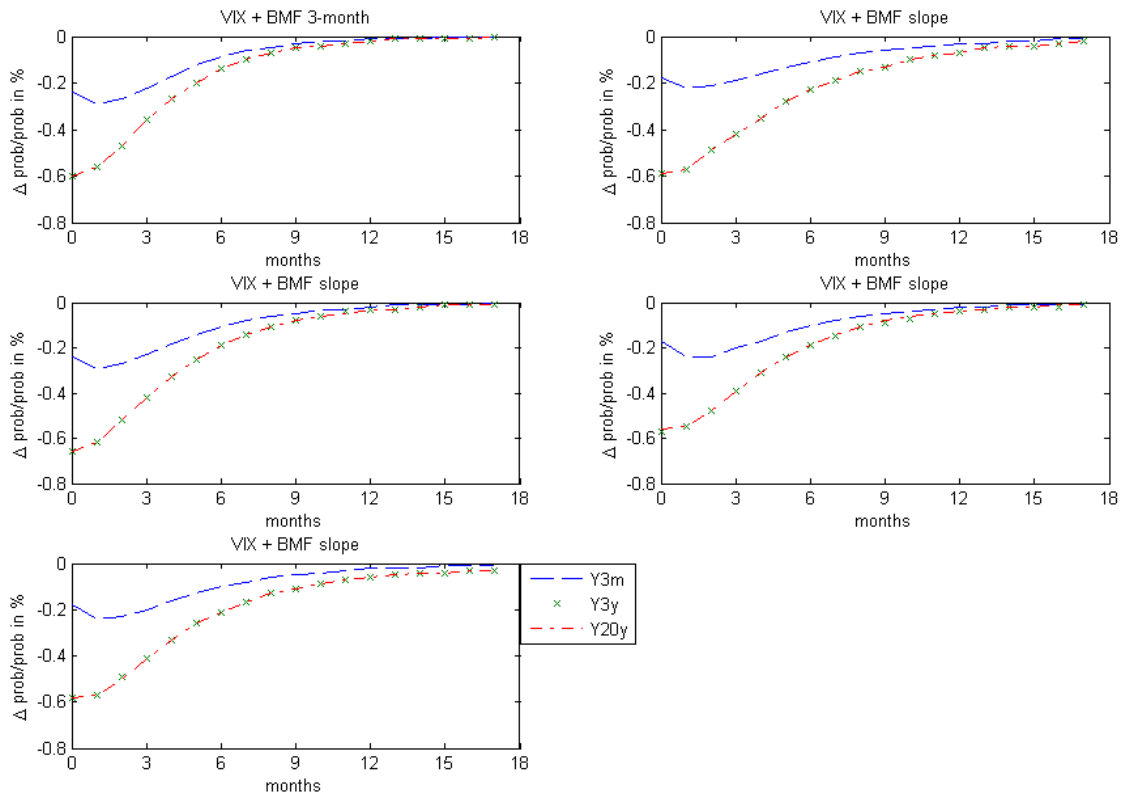 VIX + BMF 3-month
Δ prob/prob in %
0
-0.2
-0.4
-0.6
-0.8
0 3 6 9 12 15 18
months
VIX + BMF slope
Δ prob/prob in %
0
-0.2
-0.4
-0.6
-0.8
0 3 6 9 12 15 18
months
VIX + BMF slope
Δ prob/prob in %
0
-0.2
-0.4
-0.6
-0.8
0 3 6 9 12 15 18
months
VIX + BMF slope
Δ prob/prob in %
0
-0.2
-0.4
-0.6
-0.8
0 3 6 9 12 15 18
months
VIX + BMF slope
Δ prob/prob in %
0
-0.2
-0.4
-0.6
-0.8
0 3 6 9 12 15 18
months
Y3m
Y3y
Y20y